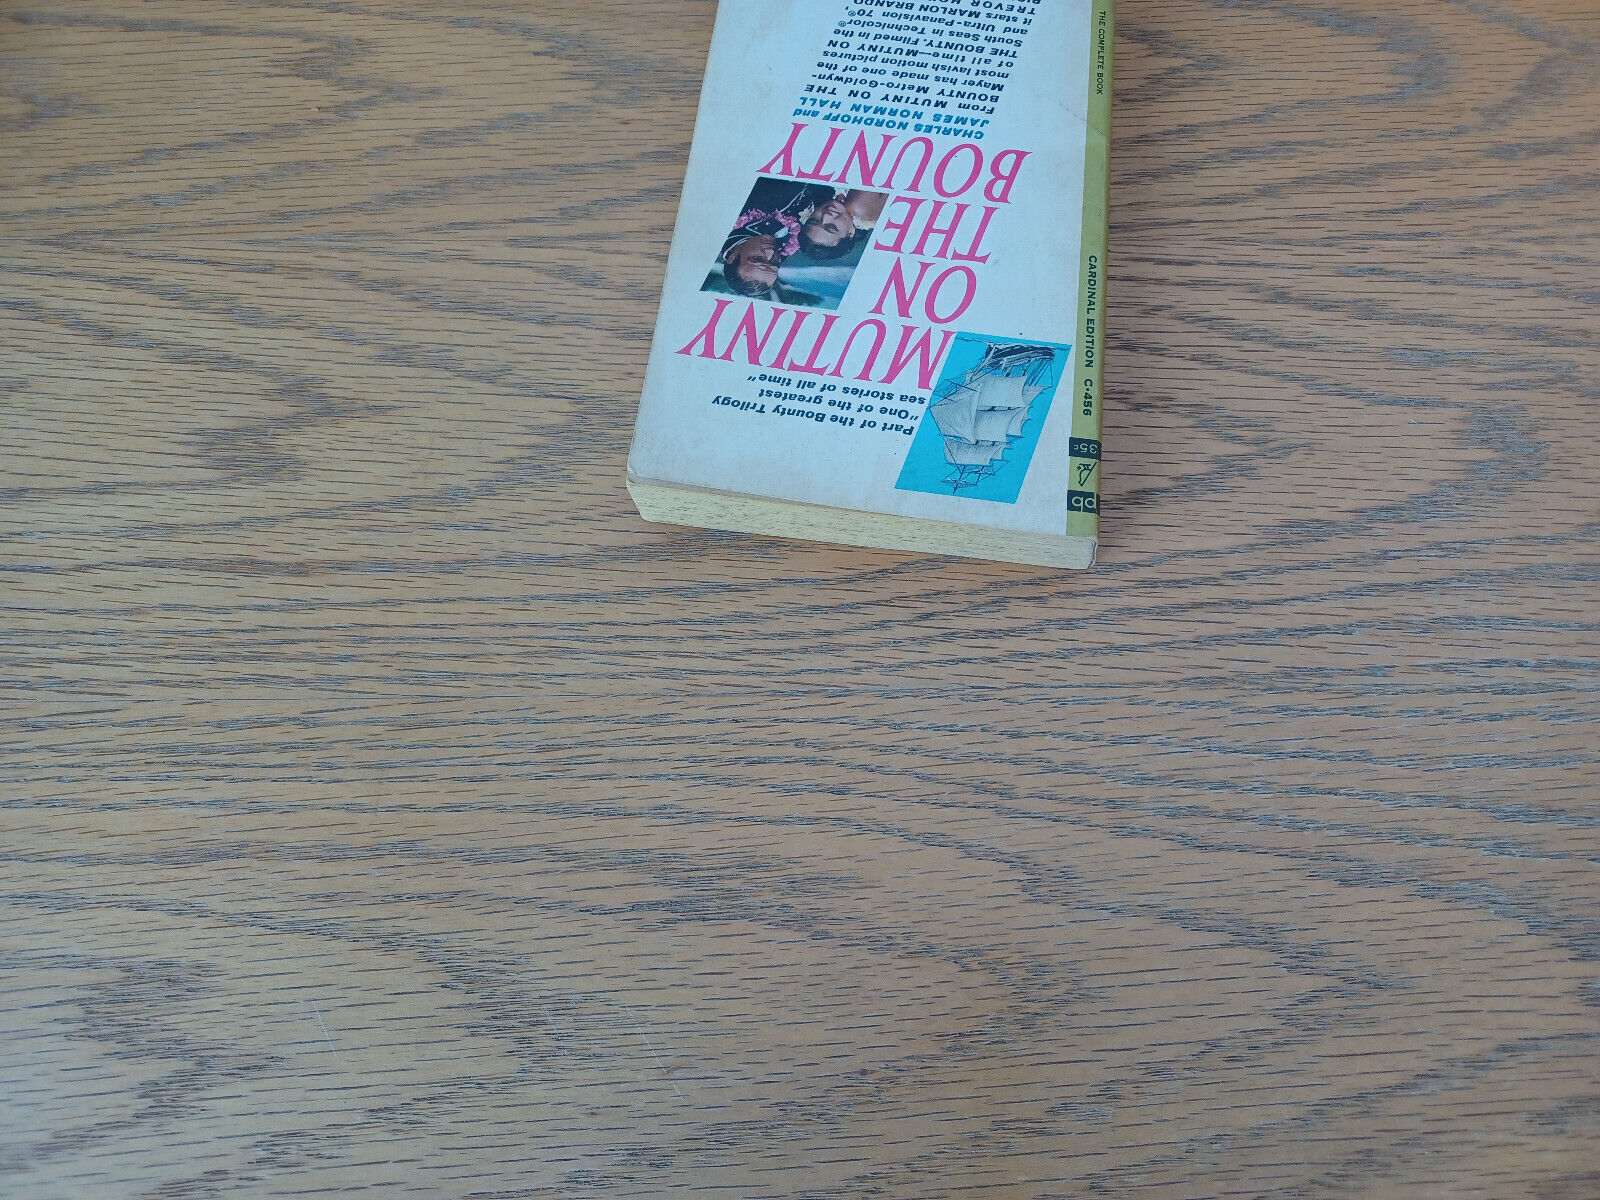 Part of the Bounty Trilogy
"One of the greatest
sea stories of all time"
MUTINY
ON
THE
BOUNTY
CHARLES NORDHOFF and
JAMES NORMAN HALL
From MUTINY ON THE
BOUNTY Metro-Goldwyn-
Mayer has made one of the
most lavish motion pictures
of all time—MUTINY ON
THE BOUNTY. Filmed in the
South Seas in Technicolor®
and Ultra-Panavision 70®
it stars MARLON BRANDO,
TREVOR
pb
35c
CARDINAL EDITION C·456
THE COMPLETE BOOK